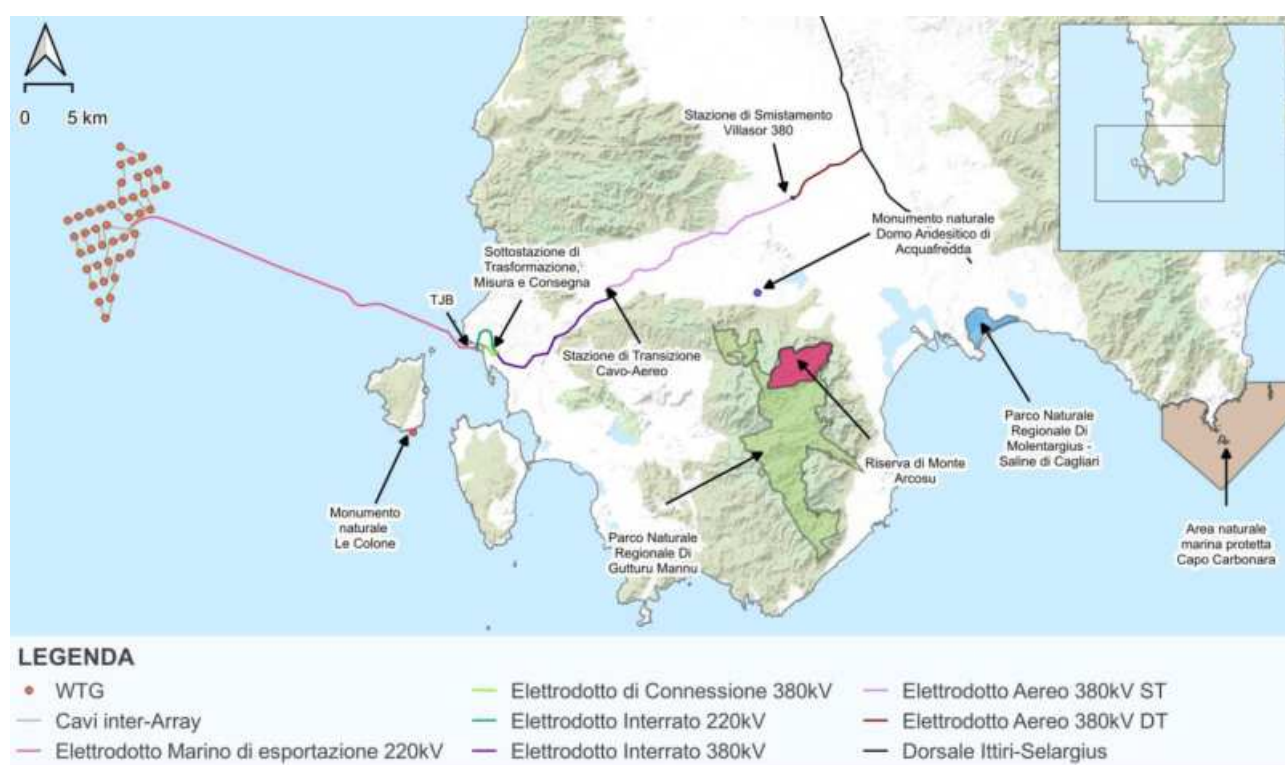 0 5 km
Stazione di Smistamento
Villasor 380
Monumento naturale
Domo Andesitico di
Acquafredda
Sottostazione di
Trasformazione,
Misura e Consegna
TJB
Stazione di Transizione
Cavo-Aereo
Parco Naturale
Regionale Di
Molentargius -
Saline di Cagliari
Riserva di Monte
Arcosu
Monumento
naturale
Le Colone
Parco Naturale
Regionale Di
Gutturu Mannu
Area naturale
marina protetta
Capo Carbonara
LEGENDA
WTG
Cavi inter-Array
Elettrodotto Marino di esportazione 220kV
Elettrodotto di Connessione 380kV
Elettrodotto Interrato 220kV
Elettrodotto Interrato 380kV
Elettrodotto Aereo 380kV ST
Elettrodotto Aereo 380kV DT
Dorsale Ittiri-Selargius